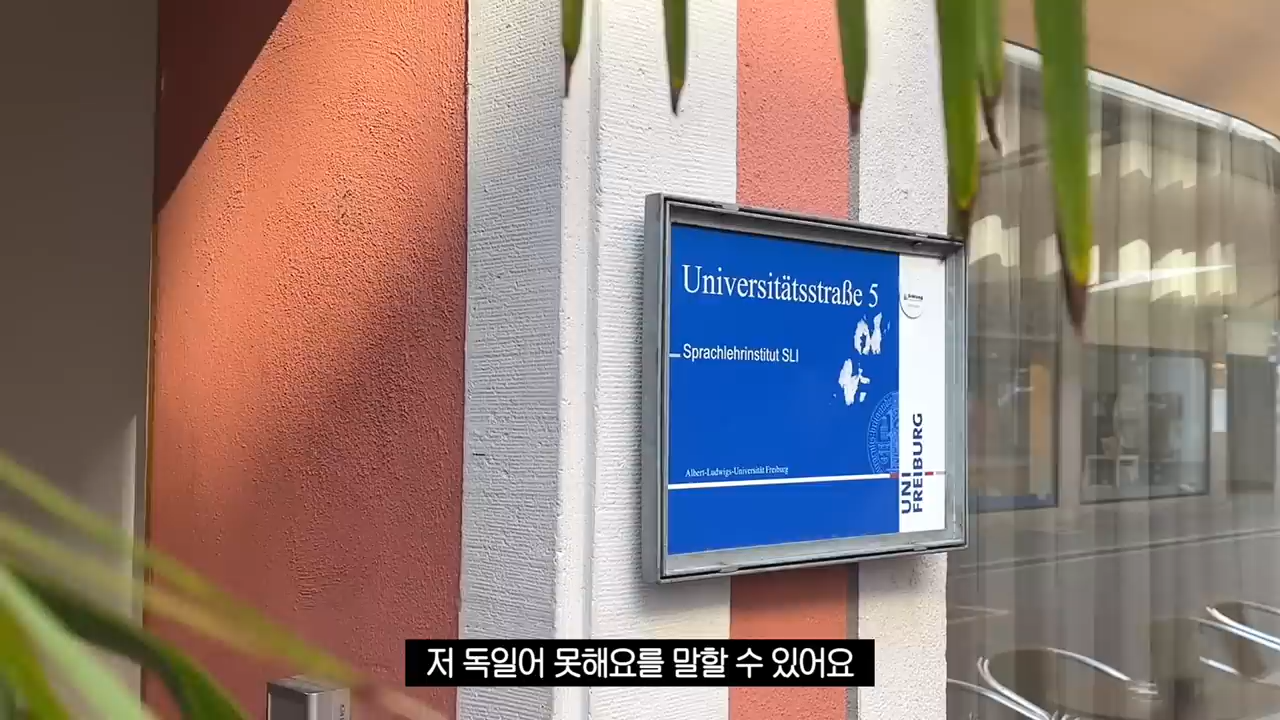 Universitätsstraße 5
Sprachlehrinstitut SLI
Albert-Ludwigs-Universität Freiburg
UNI
FREIBURG
저 독일어 못해요를 말할 수 있어요